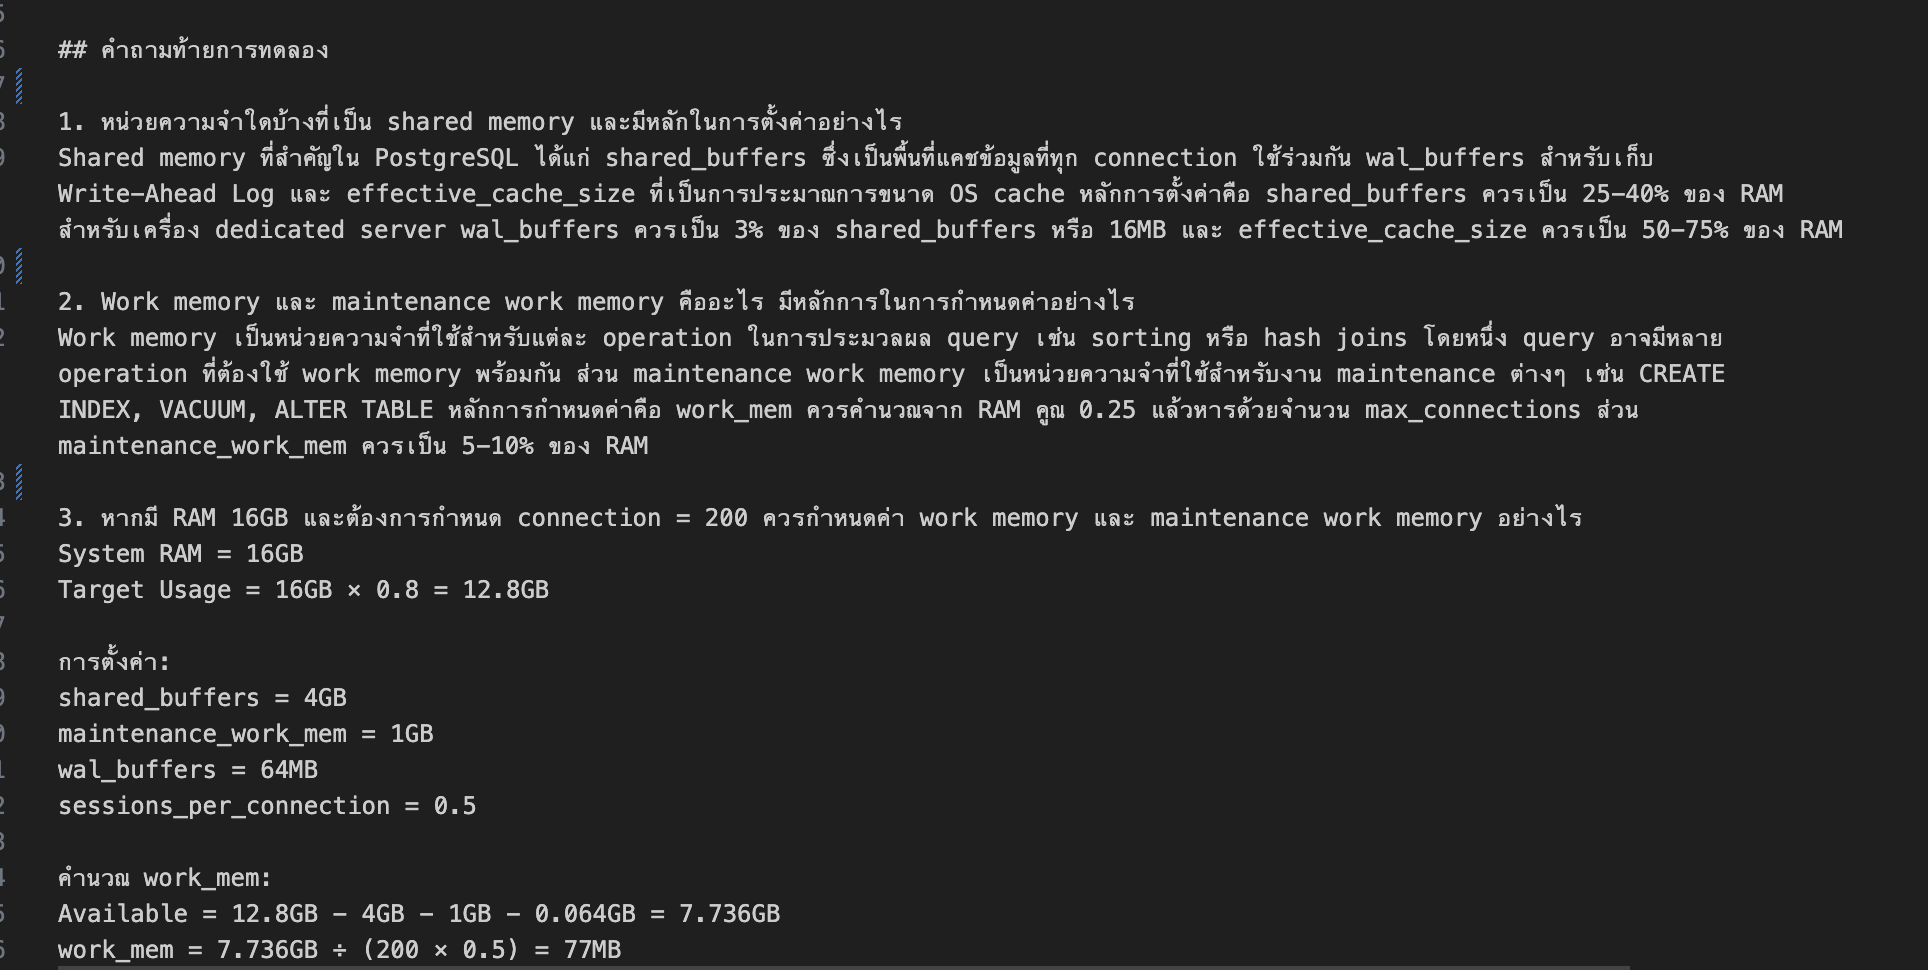 ## คำถามท้ายการทดลอง
1. หน่วยความจำใดบ้างที่เป็น shared memory และมีหลักในการตั้งค่าอย่างไร
Shared memory ที่สำคัญใน PostgreSQL ได้แก่ shared_buffers ซึ่งเป็นพื้นที่แคชข้อมูลที่ทุก connection ใช้ร่วมกัน wal_buffers สำหรับเก็บ
Write-Ahead Log และ effective_cache_size ที่เป็นการประมาณการขนาด OS cache หลักการตั้งค่าคือ shared_buffers ควรเป็น 25-40% ของ RAM
สำหรับเครื่อง dedicated server wal_buffers ควรเป็น 3% ของ shared_buffers หรือ 16MB และ effective_cache_size ควรเป็น 50-75% ของ RAM
2. Work memory และ maintenance work memory คืออะไร มีหลักการในการกำหนดค่าอย่างไร
Work memory เป็นหน่วยความจำที่ใช้สำหรับแต่ละ operation ในการประมวลผล query เช่น sorting หรือ hash joins โดยหนึ่ง query อาจมีหลาย
operation ที่ต้องใช้ work memory พร้อมกัน ส่วน maintenance work memory เป็นหน่วยความจำที่ใช้สำหรับงาน maintenance ต่างๆ เช่น CREATE
INDEX, VACUUM, ALTER TABLE หลักการกำหนดค่าคือ work_mem ควรคำนวณจาก RAM คูณ 0.25 แล้วหารด้วยจำนวน max_connections ส่วน
maintenance_work_mem ควรเป็น 5-10% ของ RAM
3. หากมี RAM 16GB และต้องการกำหนด connection = 200 ควรกำหนดค่า work memory และ maintenance work memory อย่างไร
System RAM = 16GB
Target Usage = 16GB × 0.8 = 12.8GB
การตั้งค่า:
shared_buffers = 4GB
maintenance_work_mem = 1GB
wal_buffers = 64MB
sessions_per_connection = 0.5
คำนวณ work_mem:
Available = 12.8GB - 4GB - 1GB - 0.064GB = 7.736GB
work_mem = 7.736GB ÷ (200 × 0.5) = 77MB